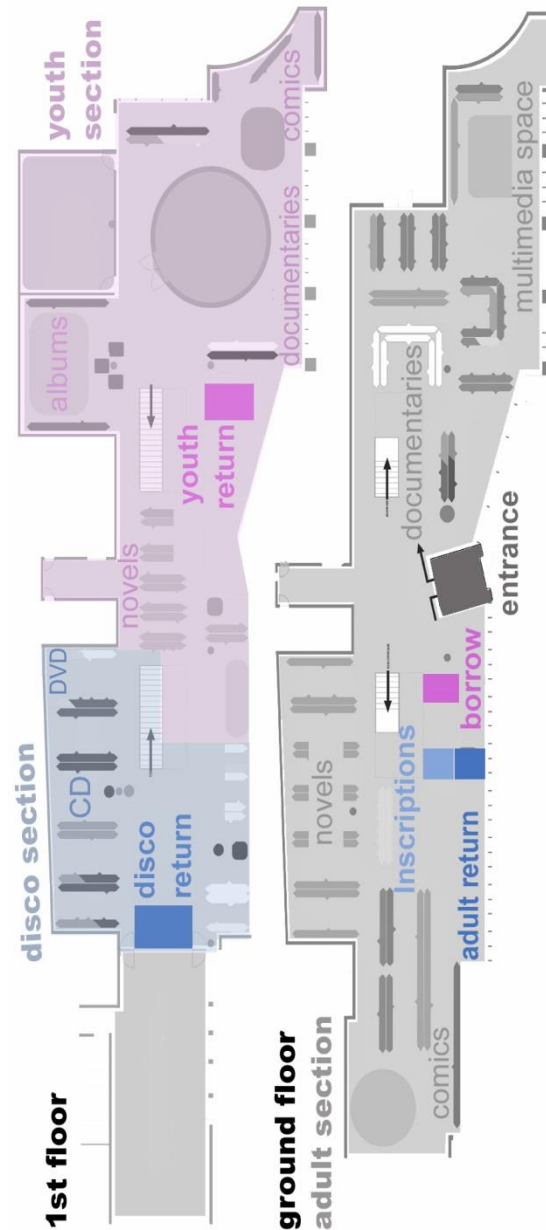 1st floor
disco section
youth section
CD
DVD
novels
albums
comics
documentaries
disco
return
youth
return
ground floor
adult section
novels
documentaries
multimedia space
comics
Inscriptions
adult return
borrow
entrance